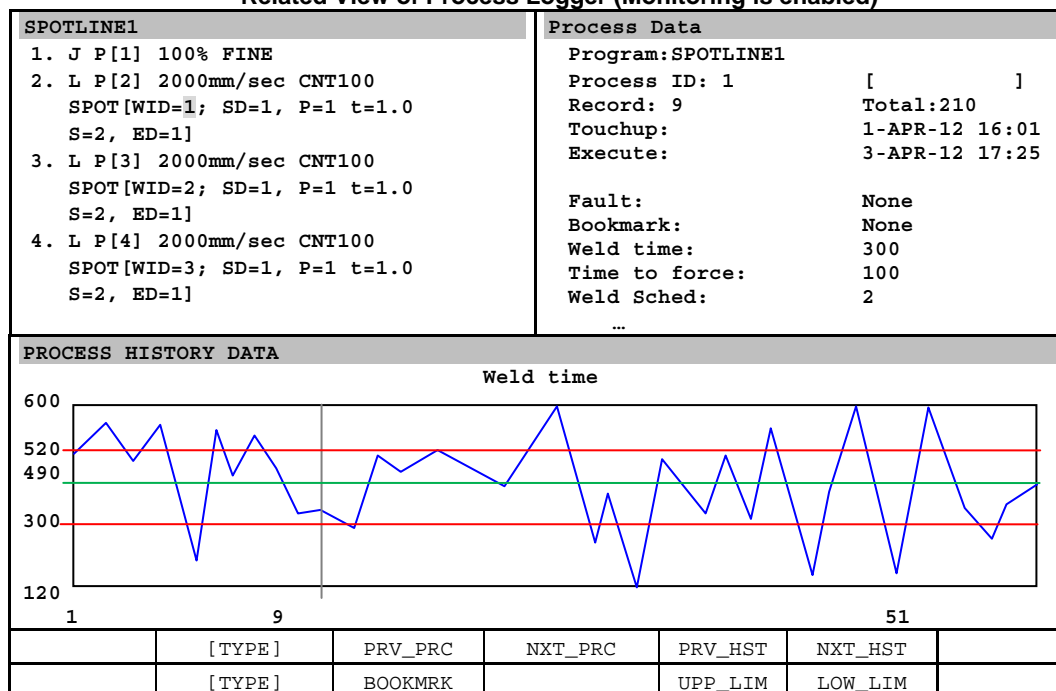 Related View of Process Logger (Monitoring is enabled)
SPOTLINE1
1. J P[1] 100% FINE
2. L P[2] 2000mm/sec CNT100
SPOT[WID=1; SD=1, P=1 t=1.0
S=2, ED=1]
3. L P[3] 2000mm/sec CNT100
SPOT[WID=2; SD=1, P=1 t=1.0
S=2, ED=1]
4. L P[4] 2000mm/sec CNT100
SPOT[WID=3; SD=1, P=1 t=1.0
S=2, ED=1]
Process Data
Program:SPOTLINE1
Process ID: 1 [ ]
Record: 9 Total:210
Touchup: 1-APR-12 16:01
Execute: 3-APR-12 17:25
Fault: None
Bookmark: None
Weld time: 300
Time to force: 100
Weld Sched: 2
…
PROCESS HISTORY DATA
Weld time
600
520
490
300
120
1 9 51
[TYPE] PRV_PRC NXT_PRC PRV_HST NXT_HST
[TYPE] BOOKMRK UPP_LIM LOW_LIM